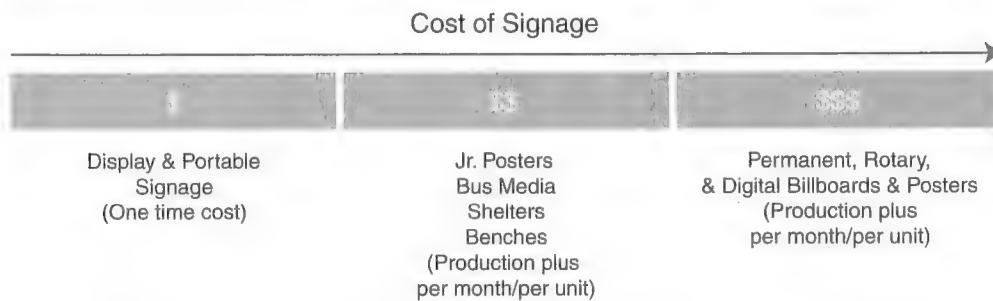 Cost of Signage
$
$$
$$$
Display & Portable
Signage
(One time cost)
Jr. Posters
Bus Media
Shelters
Benches
(Production plus
per month/per unit)
Permanent, Rotary,
& Digital Billboards & Posters
(Production plus
per month/per unit)